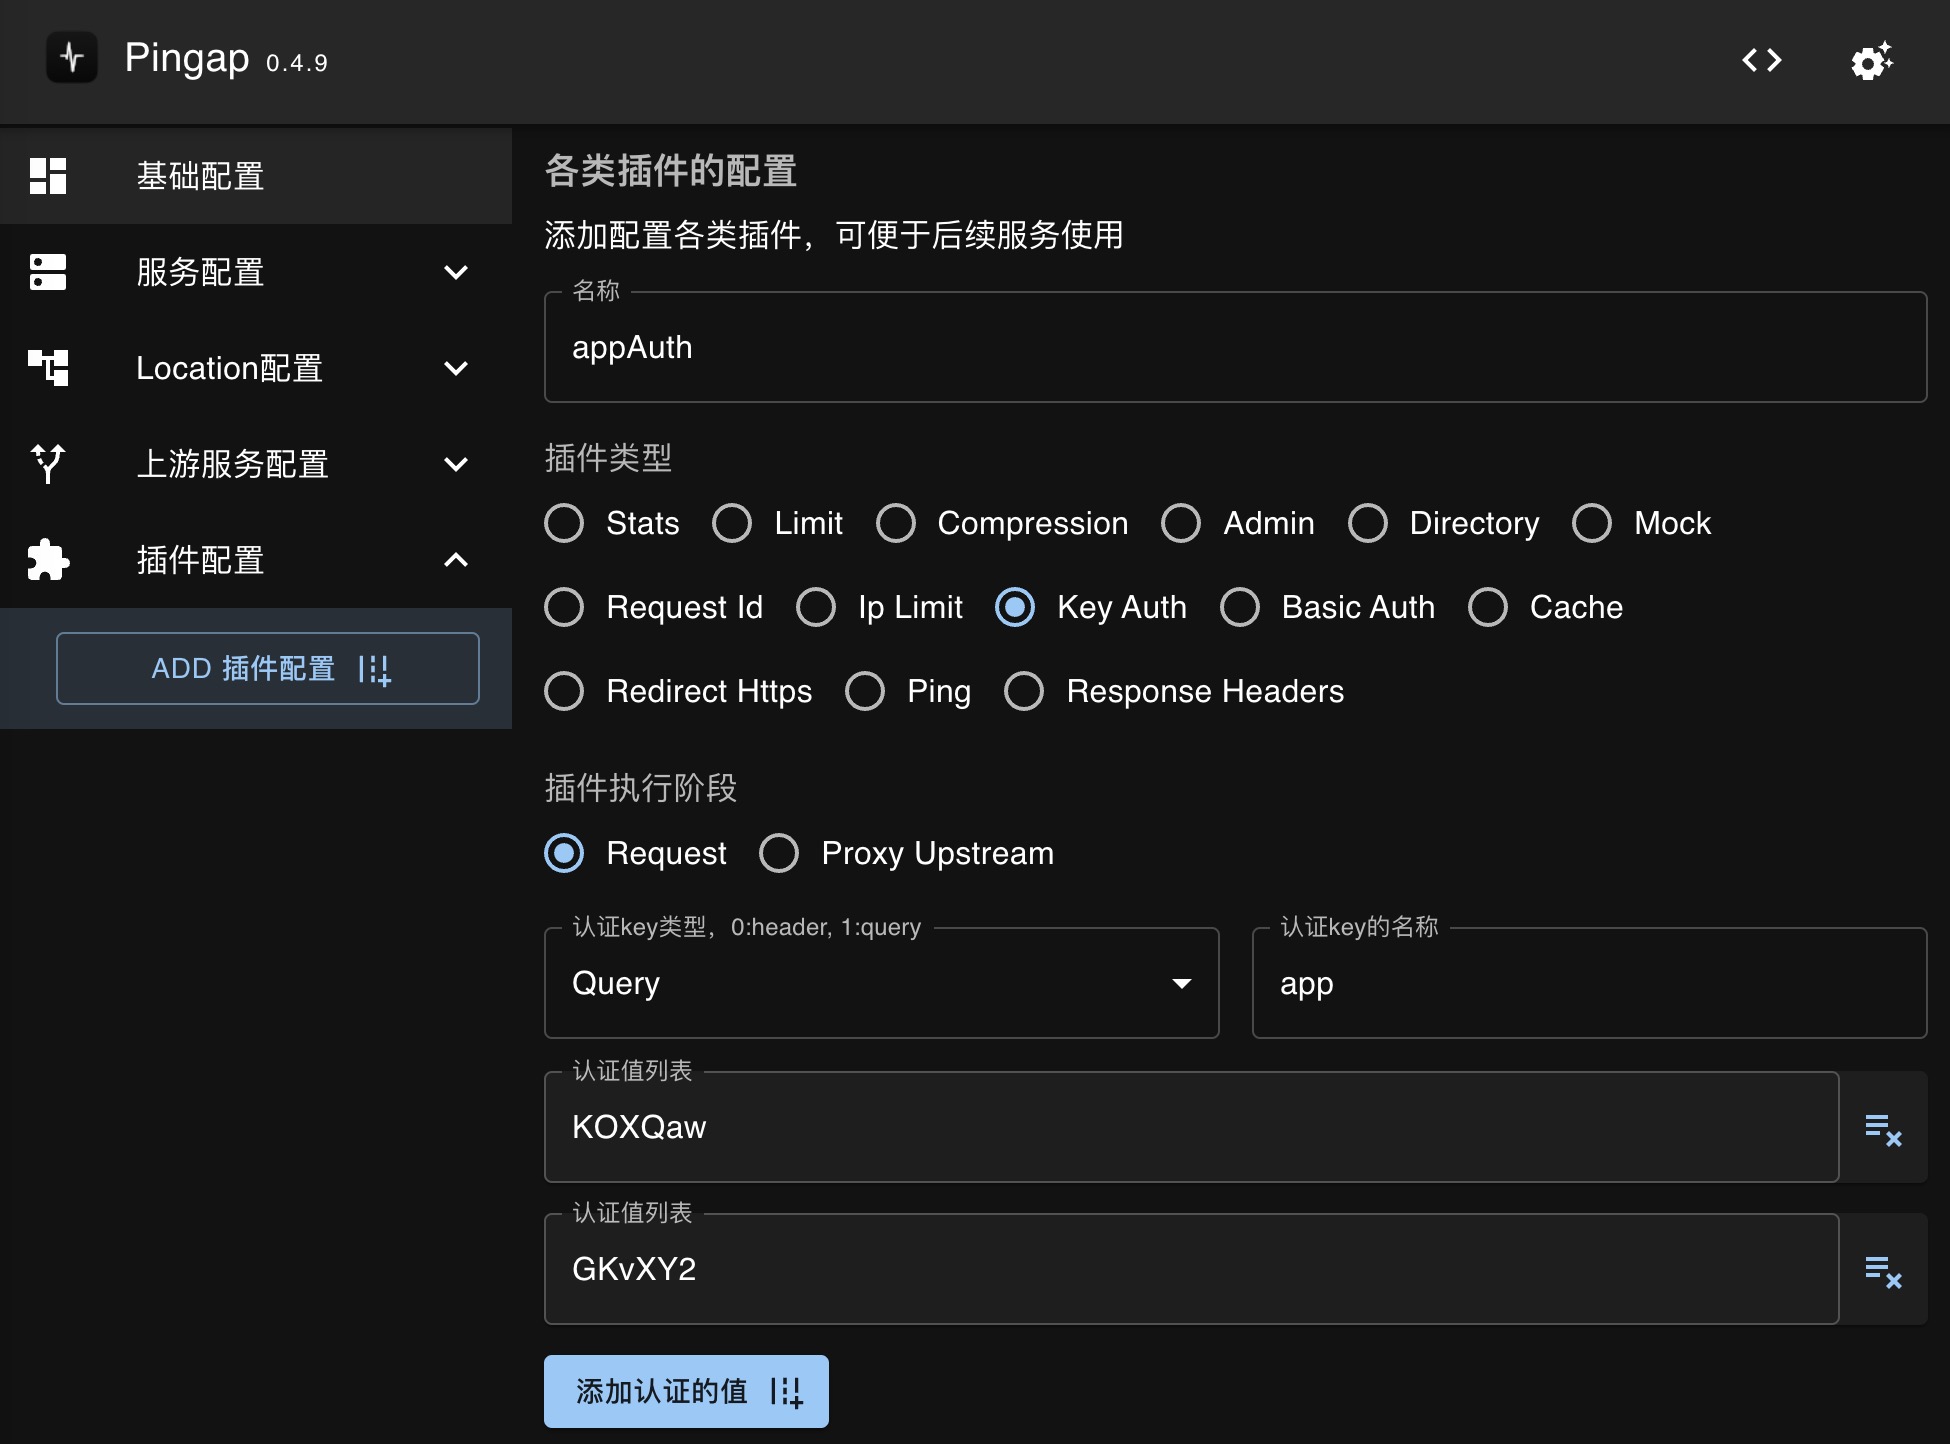 Pingap 0.4.9
基础配置
服务配置
Location配置
上游服务配置
插件配置
ADD 插件配置
各类插件的配置
添加配置各类插件，可便于后续服务使用
名称
appAuth
插件类型
Stats Limit Compression Admin Directory Mock
Request Id Ip Limit Key Auth Basic Auth Cache
Redirect Https Ping Response Headers
插件执行阶段
Request Proxy Upstream
认证key类型，0:header, 1:query
Query
认证key的名称
app
认证值列表
KOXQaw
认证值列表
GKvXY2
添加认证的值